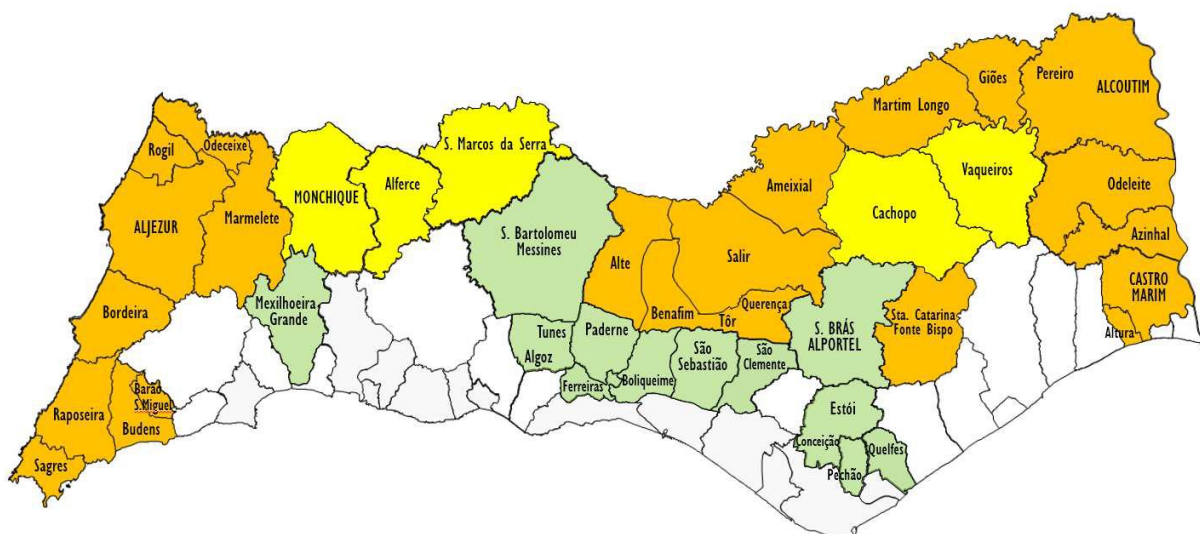 Giões
Pereiro
ALCOUTIM
Martim Longo
S. Marcos da Serra
Rogil
Odeceixe
Vaqueiros
MONCHIQUE
Alferce
Ameixial
Odeleite
ALJEZUR
Marmelete
Cachopo
S. Bartolomeu
Messines
Azinhal
Alte
Salir
CASTRO
MARIM
Mexilhoeira
Grande
Bordeira
Querença
Benafim
Tôr
Sta. Catarina
Fonte Bispo
Altura
Tunes
Algoz
Paderne
S. BRÁS
ALPORTEL
São
Sebastião
São
Clemente
Ferreiras
Boliqueime
Barão
S.Miguel
Raposeira
Budens
Estói
Conceição
Quelfes
Pechão
Sagres